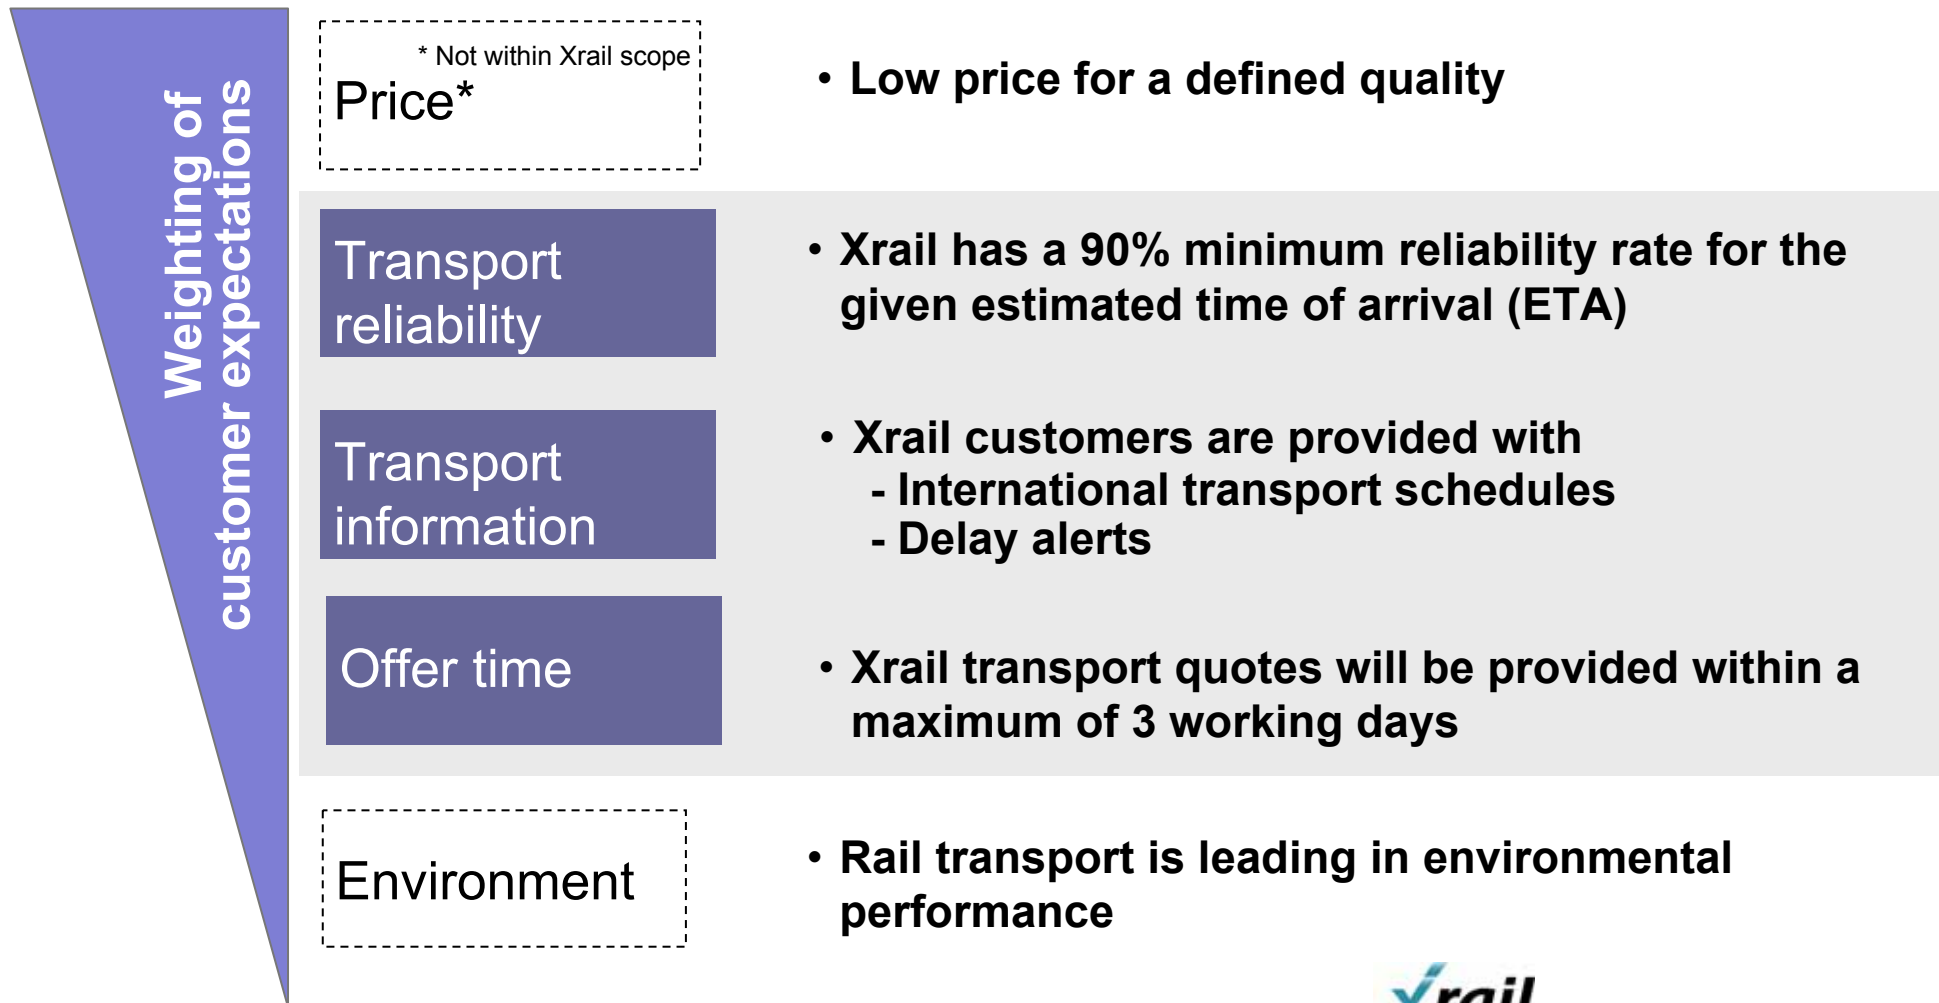 Weighting of
customer expectations
* Not within Xrail scope
Price*
• Low price for a defined quality
Transport
reliability
• Xrail has a 90% minimum reliability rate for the
given estimated time of arrival (ETA)
Transport
information
• Xrail customers are provided with
- International transport schedules
- Delay alerts
Offer time
• Xrail transport quotes will be provided within a
maximum of 3 working days
Environment
• Rail transport is leading in environmental
performance
Xrail